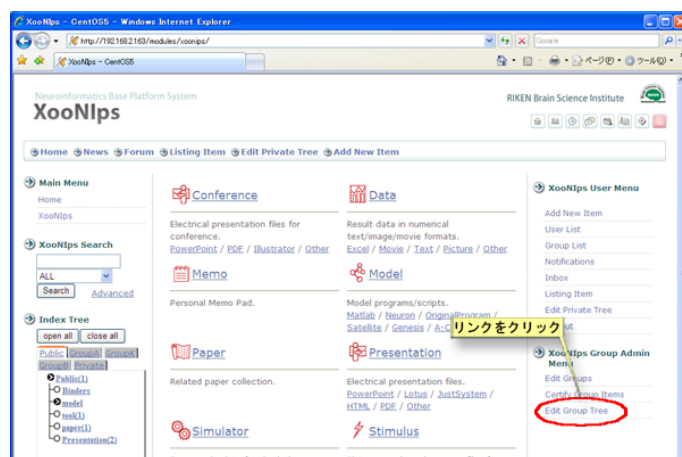 XooNIps - CentOS5 - Windows Internet Explorer
http://192.168.2.163/modules/xoonips/
Google
XooNIps - CentOS5
ページ(P)
ツール(O)
Neuroinformatics Base Platform System
XooNIps
RIKEN Brain Science Institute
Home News Forum Listing Item Edit Private Tree Add New Item
Main Menu
Home
XooNIps
XooNIps Search
ALL
Search Advanced
Index Tree
open all close all
Public GroupA GroupK
GroupB Private
Public(1)
Binders
model
tool(1)
paper(1)
Presentation(2)
Conference
Electrical presentation files for
conference.
PowerPoint / PDF / Illustrator / Other
Data
Result data in numerical
text/image/movie formats.
Excel / Movie / Text / Picture / Other
Memo
Personal Memo Pad.
Model
Model programs/scripts.
Matlab / Neuron / OriginalProgram /
Satellite / Genesis / A-C
Paper
Related paper collection.
Presentation
Electrical presentation files.
PowerPoint / Lotus / JustSystem /
HTML / PDF / Other
Simulator
Stimulus
XooNIps User Menu
Add New Item
User List
Group List
Notifications
Inbox
Listing Item
Edit Private Tree
out
リンクをクリック
XooNIps Group Admin
Menu
Edit Groups
Certify Group Items
Edit Group Tree